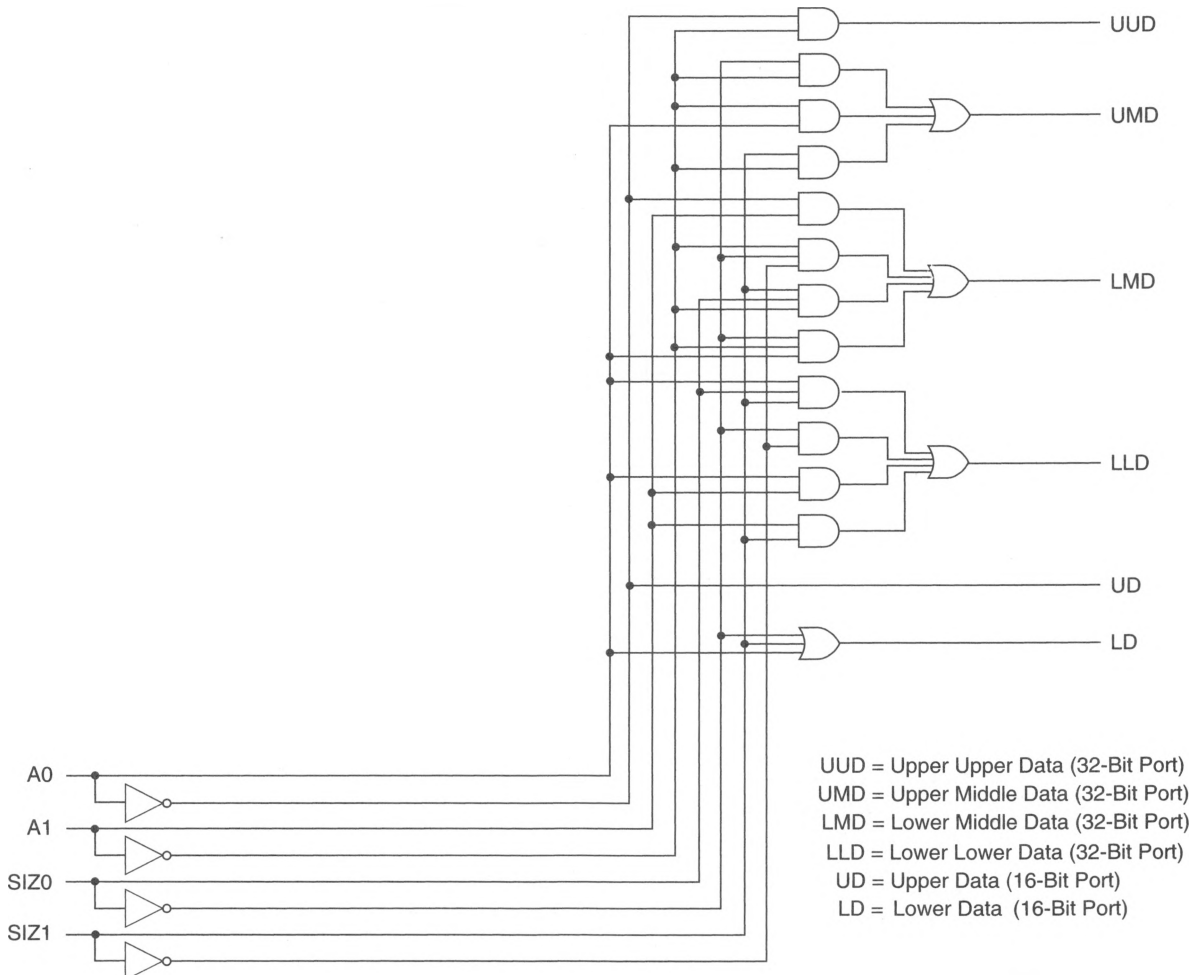 UUD
UMD
LMD
LLD
UD
LD
A0
A1
SIZ0
SIZ1
UUD = Upper Upper Data (32-Bit Port)
UMD = Upper Middle Data (32-Bit Port)
LMD = Lower Middle Data (32-Bit Port)
LLD = Lower Lower Data (32-Bit Port)
UD = Upper Data (16-Bit Port)
LD = Lower Data (16-Bit Port)